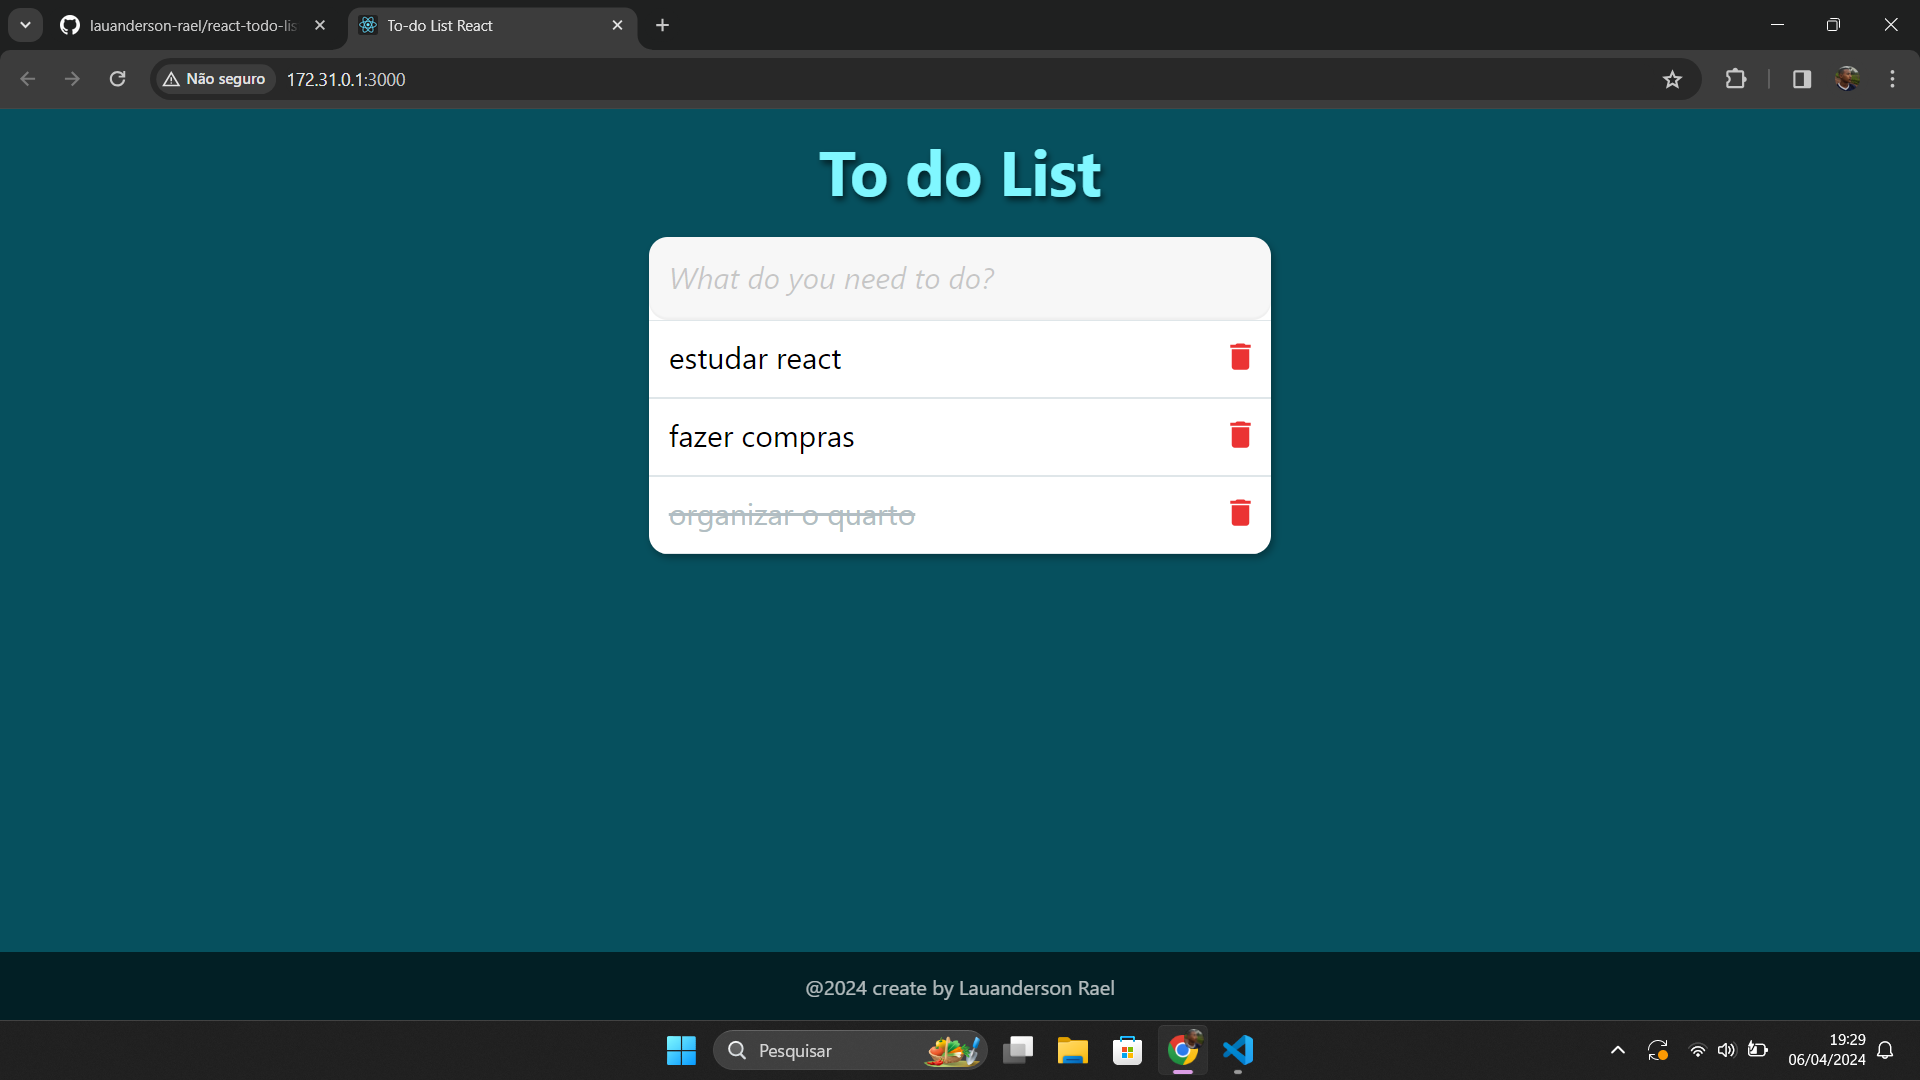 lauanderson-rael/react-todo-lis
To-do List React
Não seguro
172.31.0.1:3000
To do List
What do you need to do?
estudar react
fazer compras
organizar o quarto
@2024 create by Lauanderson Rael
Pesquisar
19:29
06/04/2024